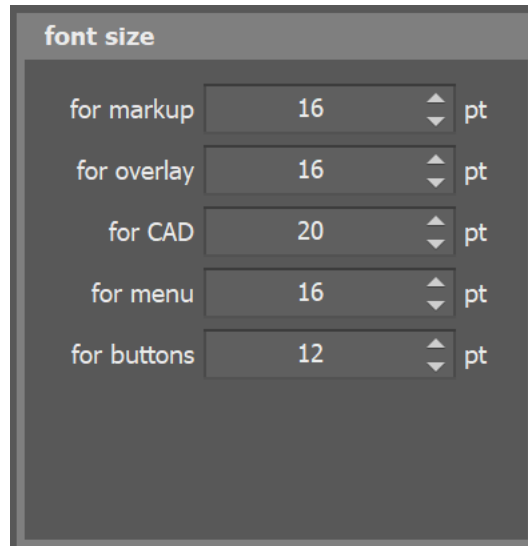 font size
for markup 16 pt
for overlay 16 pt
for CAD 20 pt
for menu 16 pt
for buttons 12 pt